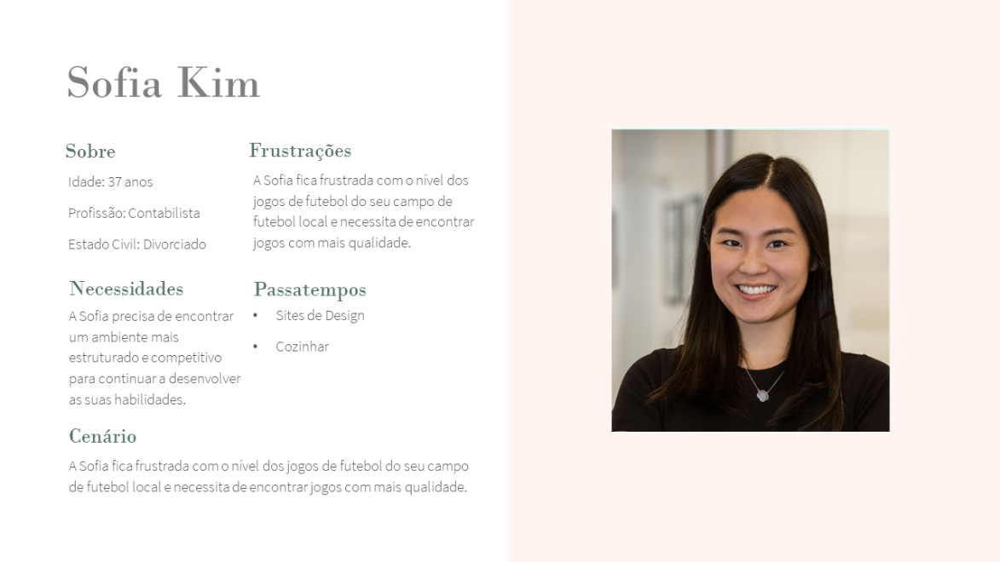 Sofia Kim
Sobre
Idade: 37 anos
Profissão: Contabilista
Estado Civil: Divorciado
Frustrações
A Sofia fica frustrada com o nível dos
jogos de futebol do seu campo de
futebol local e necessita de encontrar
jogos com mais qualidade.
Necessidades
A Sofia precisa de encontrar
um ambiente mais
estruturado e competitivo
para continuar a desenvolver
as suas habilidades.
Passatempos
• Sites de Design
• Cozinhar
Cenário
A Sofia fica frustrada com o nível dos jogos de futebol do seu campo
de futebol local e necessita de encontrar jogos com mais qualidade.